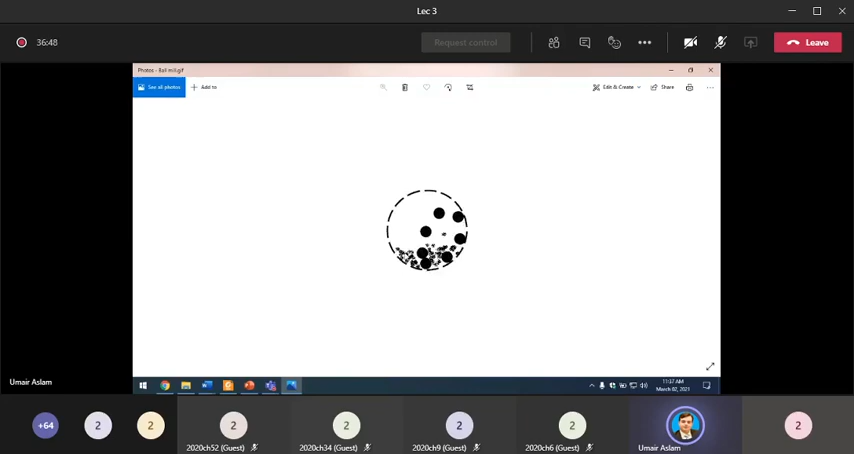 Lec 3
36:48
Request control
Leave
Photos - Ball mill.gif
See all photos
Add to
Edit & Create
Share
Umair Aslam
11:37 AM
March 02, 2021
+64
2
2
2
2
2
2
2
2020ch52 (Guest)
2020ch34 (Guest)
2020ch9 (Guest)
2020ch6 (Guest)
Umair Aslam